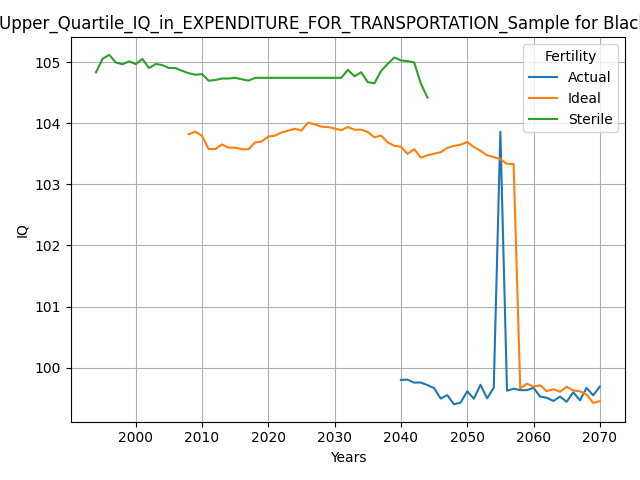 Upper_Quartile_IQ_in_EXPENDITURE_FOR_TRANSPORTATION_Sample for Blac
Fertility
Actual
Ideal
Sterile
105
104
103
102
101
100
IQ
2000 2010 2020 2030 2040 2050 2060 2070
Years